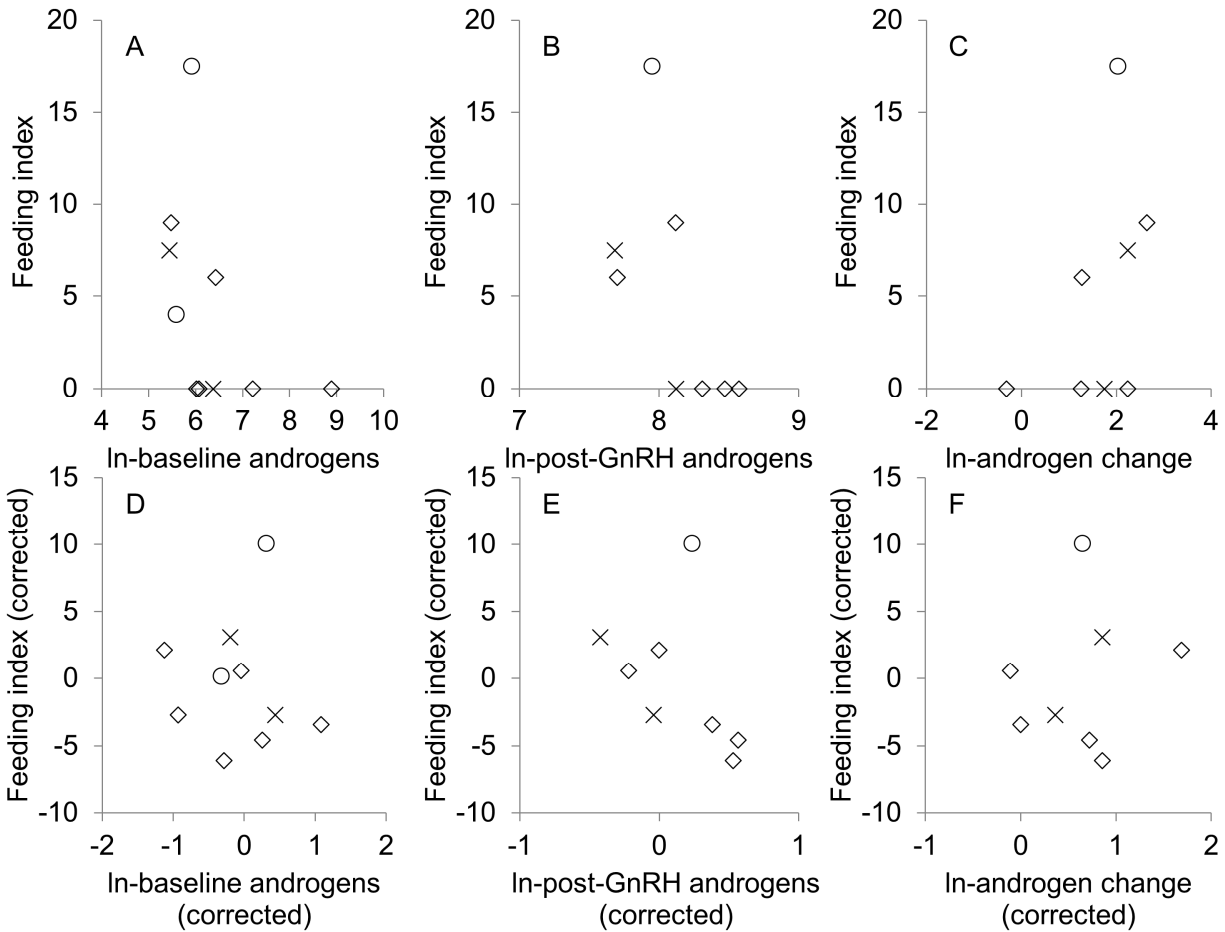 A
20
15
10
5
0
Feeding index
4 5 6 7 8 9 10
ln-baseline androgens
B
20
15
10
5
0
Feeding index
7 8 9
ln-post-GnRH androgens
C
20
15
10
5
0
Feeding index
-2 0 2 4
ln-androgen change
D
15
10
5
0
-5
-10
Feeding index (corrected)
-2 -1 0 1 2
ln-baseline androgens
(corrected)
E
15
10
5
0
-5
-10
Feeding index (corrected)
-1 0 1
ln-post-GnRH androgens
(corrected)
F
15
10
5
0
-5
-10
Feeding index (corrected)
-1 0 1 2
ln-androgen change
(corrected)